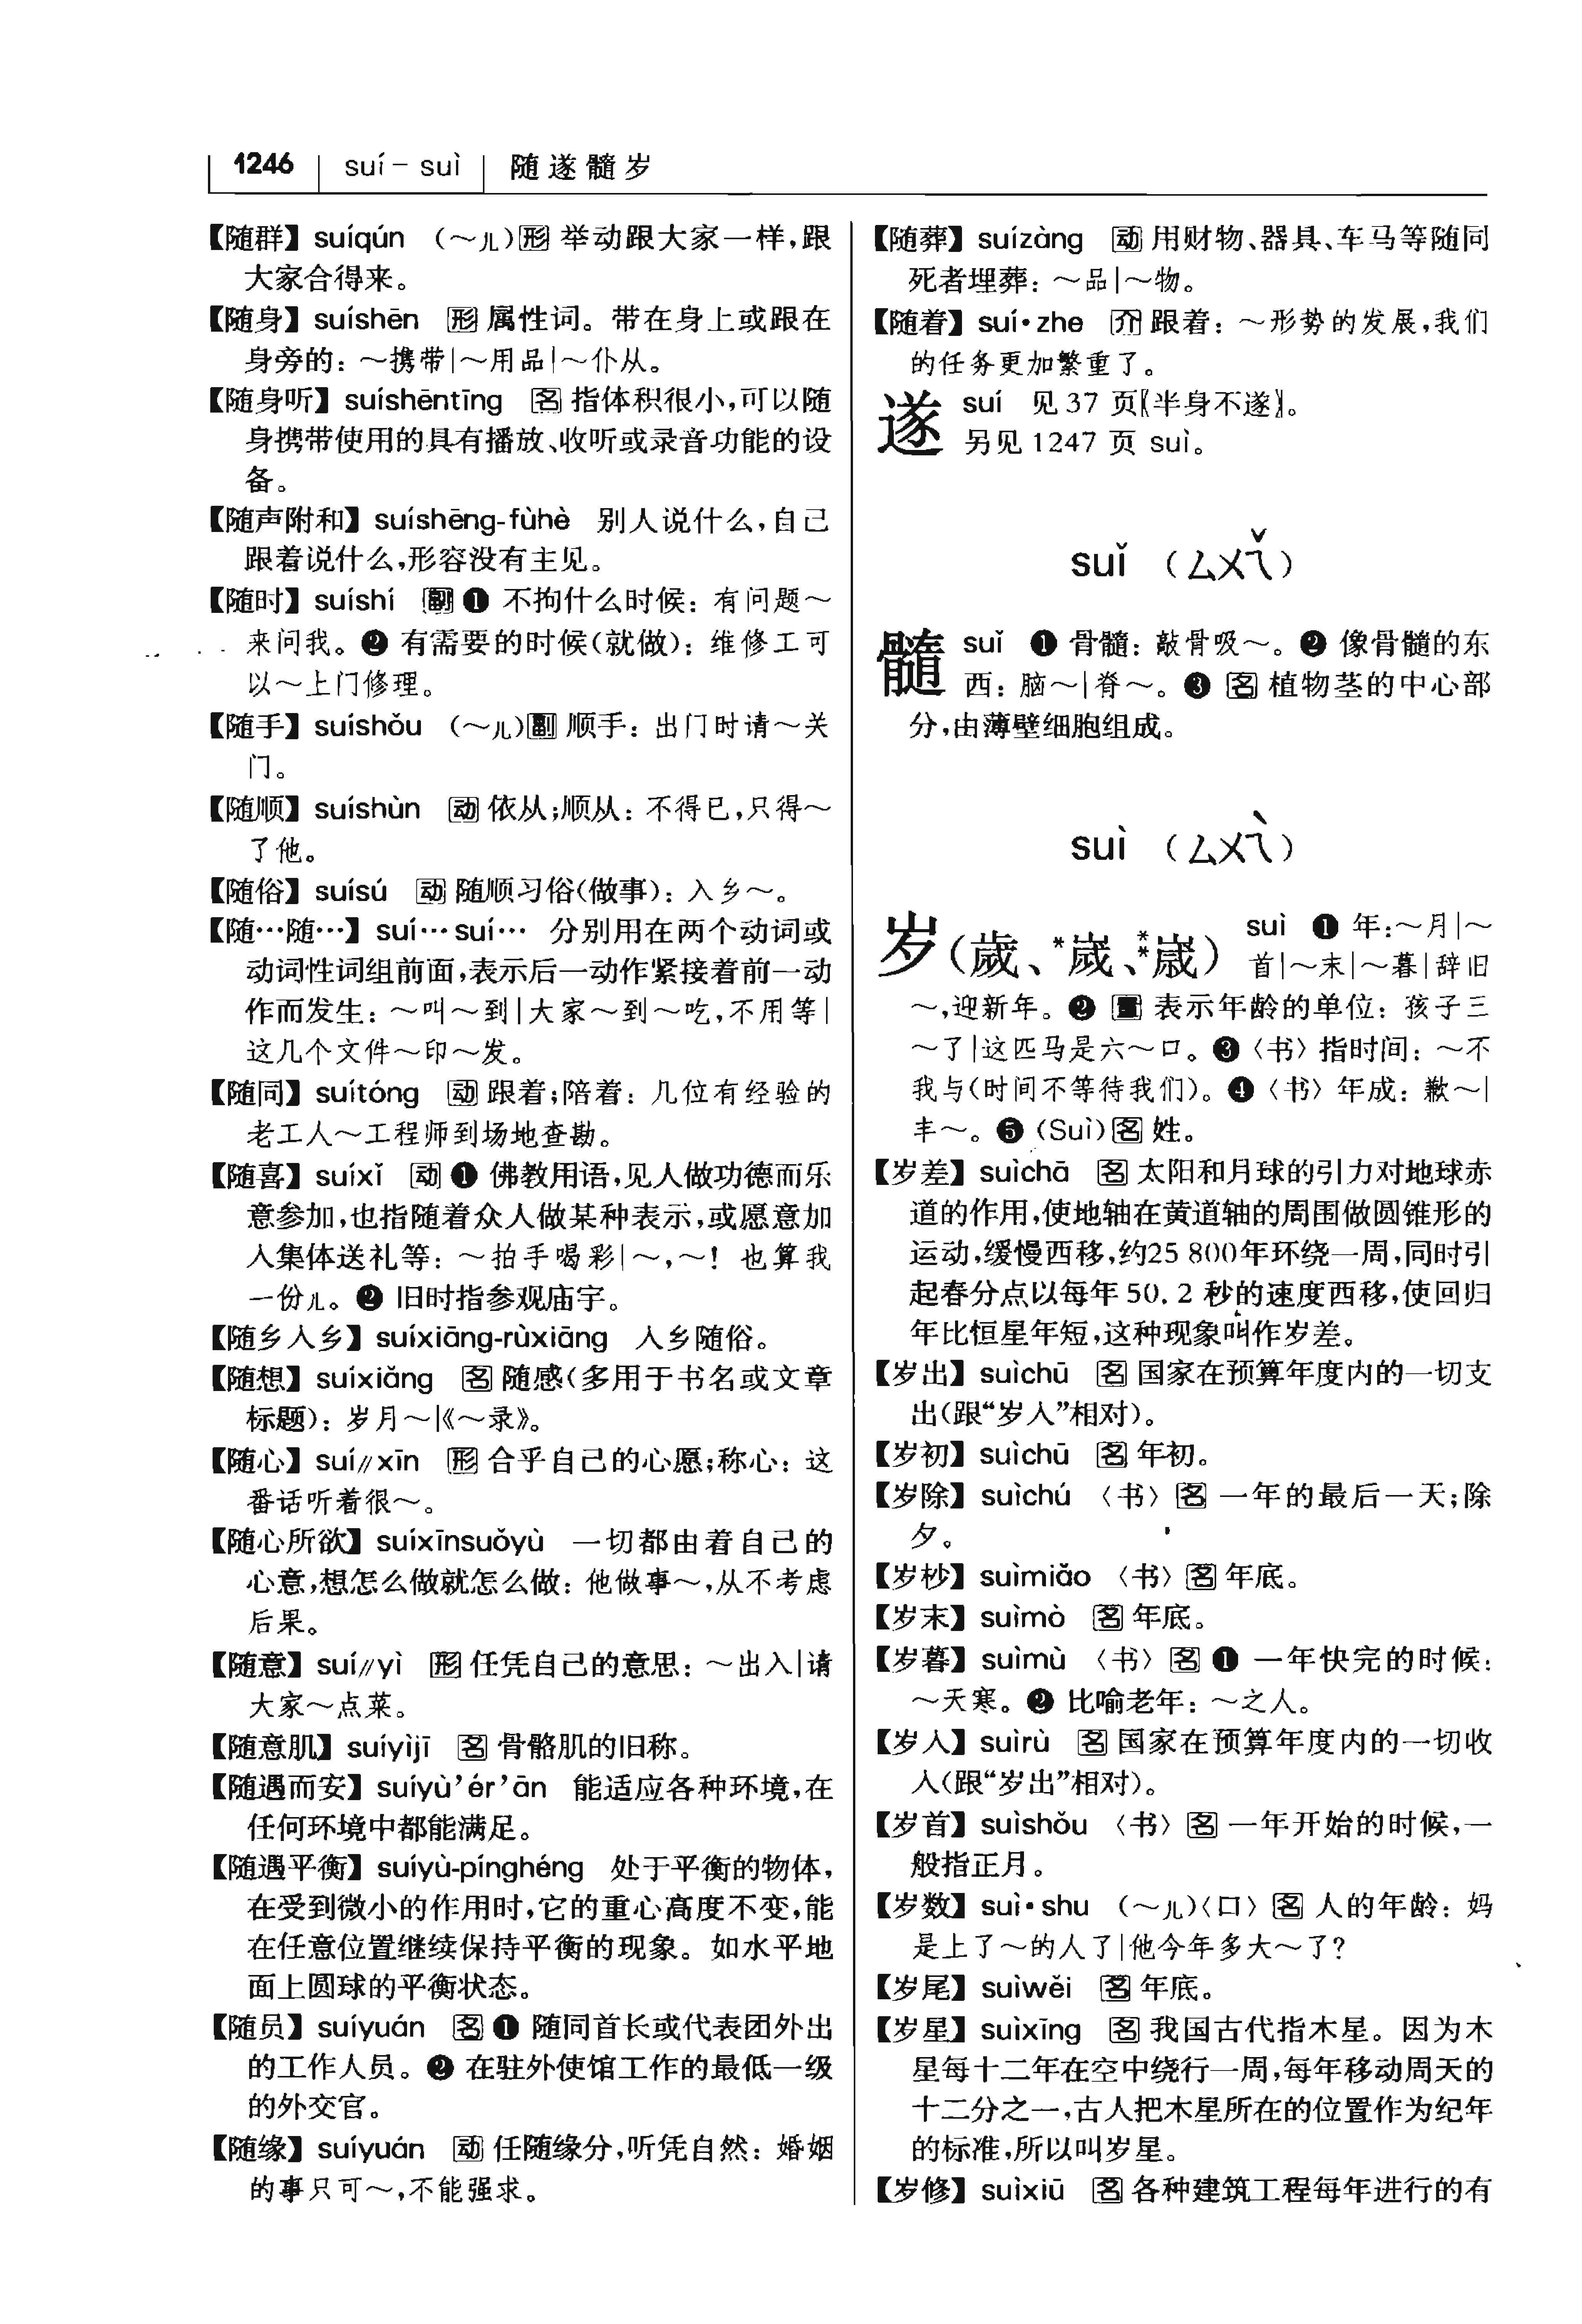 1246 suí－suì 随遂髓岁
【随群】suíqún （～儿）形 举动跟大家一样，跟
大家合得来。
【随身】suíshēn 形 属性词。带在身上或跟在
身旁的：～携带|～用品|～仆从。
【随身听】suíshēntīng 名 指体积很小，可以随
身携带使用的具有播放、收听或录音功能的设
备。
【随声附和】suíshēng-fùhè 别人说什么，自己
跟着说什么，形容没有主见。
【随时】suíshí 副 ❶ 不拘什么时候：有问题～
来问我。❷ 有需要的时候（就做）：维修工可
以～上门修理。
【随手】suíshǒu （～儿）副 顺手：出门时请～关
门。
【随顺】suíshùn 动 依从；顺从：不得已，只得～
了他。
【随俗】suísú 动 随顺习俗（做事）：入乡～。
【随…随…】suí…suí… 分别用在两个动词或
动词性词组前面，表示后一动作紧接着前一动
作而发生：～叫～到|大家～到～吃，不用等|
这几个文件～印～发。
【随同】suítóng 动 跟着；陪着：几位有经验的
老工人～工程师到场地查勘。
【随喜】suíxǐ 动 ❶ 佛教用语，见人做功德而乐
意参加，也指随着众人做某种表示，或愿意加
入集体送礼等：～拍手喝彩|～，～！也算我
一份儿。❷ 旧时指参观庙宇。
【随乡入乡】suíxiāng-rùxiāng 入乡随俗。
【随想】suíxiǎng 名 随感（多用于书名或文章
标题）：岁月～|《～录》。
【随心】suí∥xīn 形 合乎自己的心愿；称心：这
番话听着很～。
【随心所欲】suíxīnsuǒyù 一切都由着自己的
心意，想怎么做就怎么做：他做事～，从不考虑
后果。
【随意】suí∥yì 形 任凭自己的意思：～出入|请
大家～点菜。
【随意肌】suíyìjī 名 骨骼肌的旧称。
【随遇而安】suíyù’ér’ān 能适应各种环境，在
任何环境中都能满足。
【随遇平衡】suíyù-pínghéng 处于平衡的物体，
在受到微小的作用时，它的重心高度不变，能
在任意位置继续保持平衡的现象。如水平地
面上圆球的平衡状态。
【随员】suíyuán 名 ❶ 随同首长或代表团外出
的工作人员。❷ 在驻外使馆工作的最低一级
的外交官。
【随缘】suíyuán 动 任随缘分，听凭自然：婚姻
的事只可～，不能强求。
【随葬】suízàng 动 用财物、器具、车马等随同
死者埋葬：～品|～物。
【随着】suí·zhe 介 跟着：～形势的发展，我们
的任务更加繁重了。
遂 suí 见 37 页〖半身不遂〗。
另见 1247 页 suì。
suǐ （ㄙㄨㄟˇ）
髓 suǐ ❶ 骨髓：敲骨吸～。❷ 像骨髓的东
西：脑～|脊～。❸ 名 植物茎的中心部
分，由薄壁细胞组成。
suì （ㄙㄨㄟˋ）
岁（歲、*嵗、**崴） suì ❶ 年：～月|～
首|～末|～暮|辞旧
～，迎新年。❷ 量 表示年龄的单位：孩子三
～了|这匹马是六～口。❸〈书〉指时间：～不
我与（时间不等待我们）。❹〈书〉年成：歉～|
丰～。❺（Suì）名 姓。
【岁差】suìchā 名 太阳和月球的引力对地球赤
道的作用，使地轴在黄道轴的周围做圆锥形的
运动，缓慢西移，约25 800年环绕一周，同时引
起春分点以每年 50.2 秒的速度西移，使回归
年比恒星年短，这种现象叫作岁差。
【岁出】suìchū 名 国家在预算年度内的一切支
出（跟“岁入”相对）。
【岁初】suìchū 名 年初。
【岁除】suìchú 〈书〉名 一年的最后一天；除
夕。
【岁杪】suìmiǎo 〈书〉名 年底。
【岁末】suìmò 名 年底。
【岁暮】suìmù 〈书〉名 ❶ 一年快完的时候：
～天寒。❷ 比喻老年：～之人。
【岁入】suìrù 名 国家在预算年度内的一切收
入（跟“岁出”相对）。
【岁首】suìshǒu 〈书〉名 一年开始的时候，一
般指正月。
【岁数】suì·shu （～儿）〈口〉名 人的年龄：妈
是上了～的人了|他今年多大～了？
【岁尾】suìwěi 名 年底。
【岁星】suìxīng 名 我国古代指木星。因为木
星每十二年在空中绕行一周，每年移动周天的
十二分之一，古人把木星所在的位置作为纪年
的标准，所以叫岁星。
【岁修】suìxiū 名 各种建筑工程每年进行的有